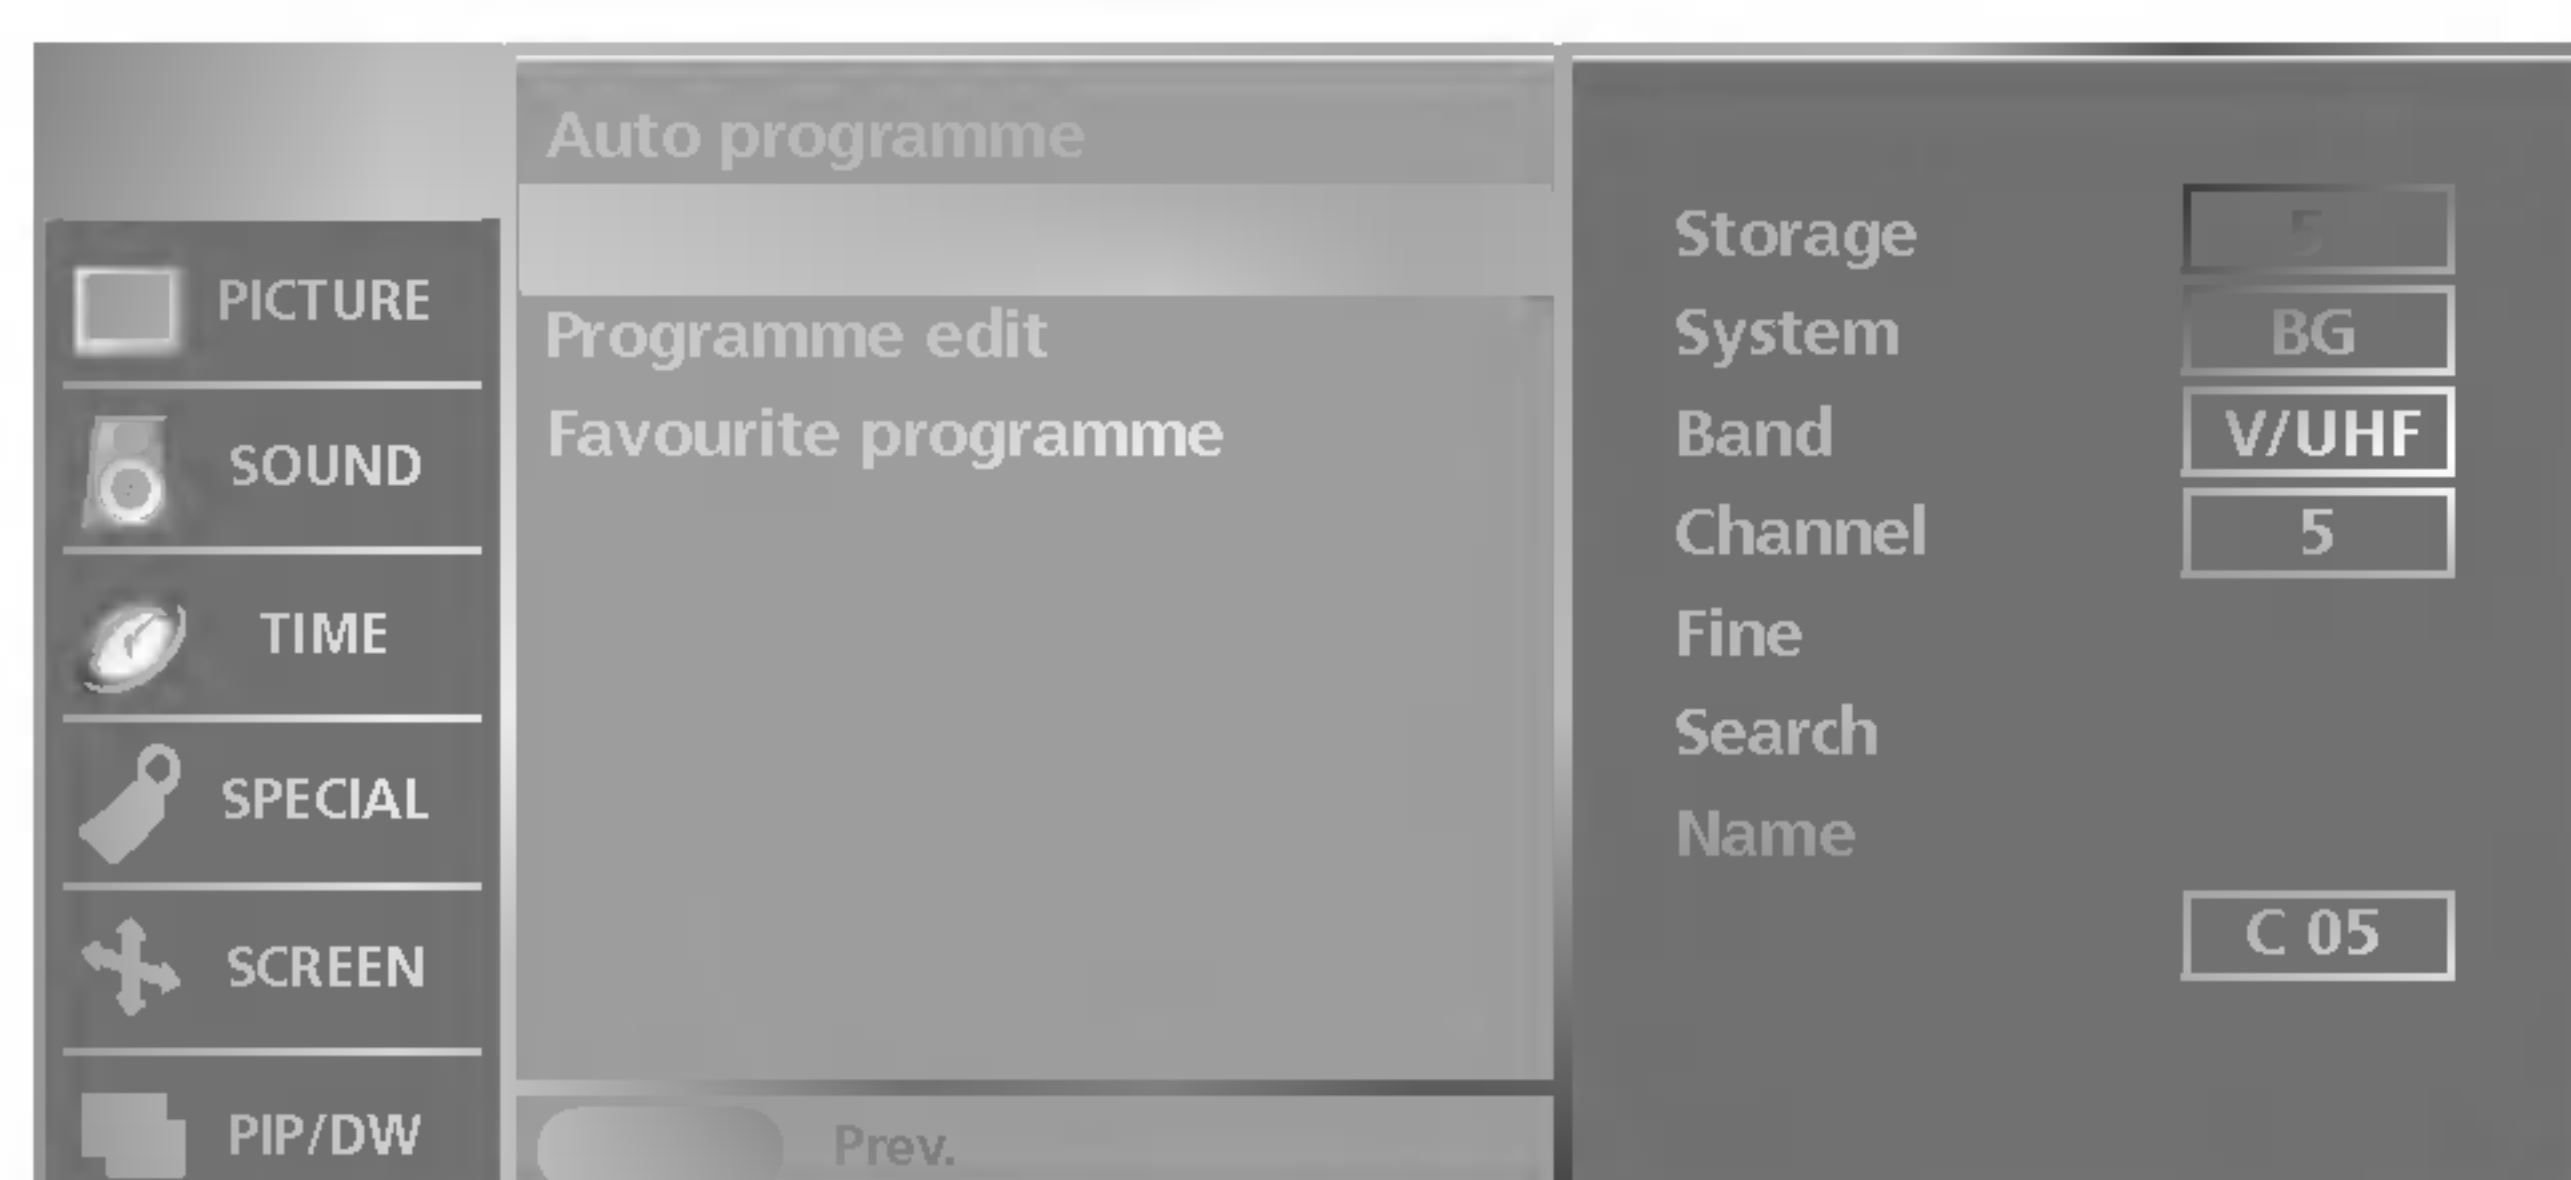 PICTURE
SOUND
TIME
SPECIAL
SCREEN
PIP/DW
Auto programme
Programme edit
Favourite programme
Prev.
Storage 5
System BG
Band V/UHF
Channel 5
Fine
Search
Name
C 05